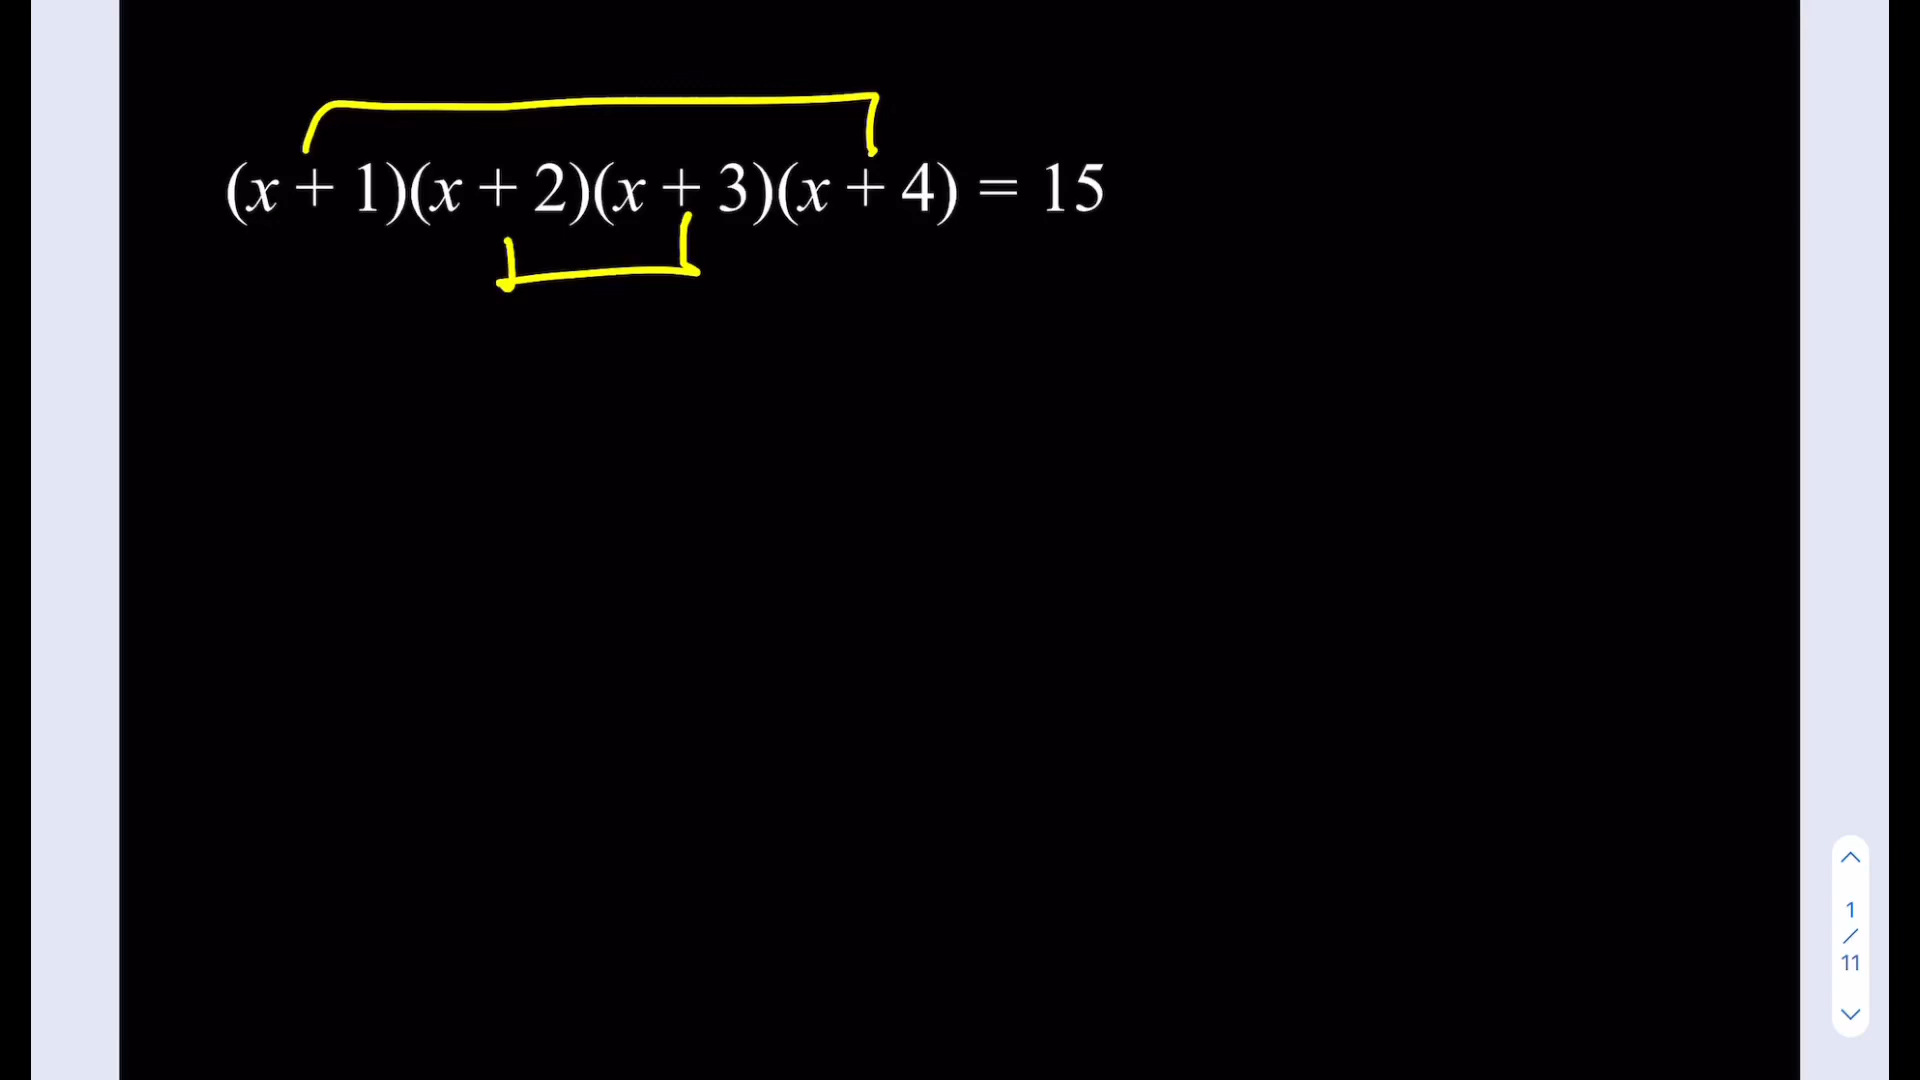 (x + 1)(x + 2)(x + 3)(x + 4) = 15
1
/
11